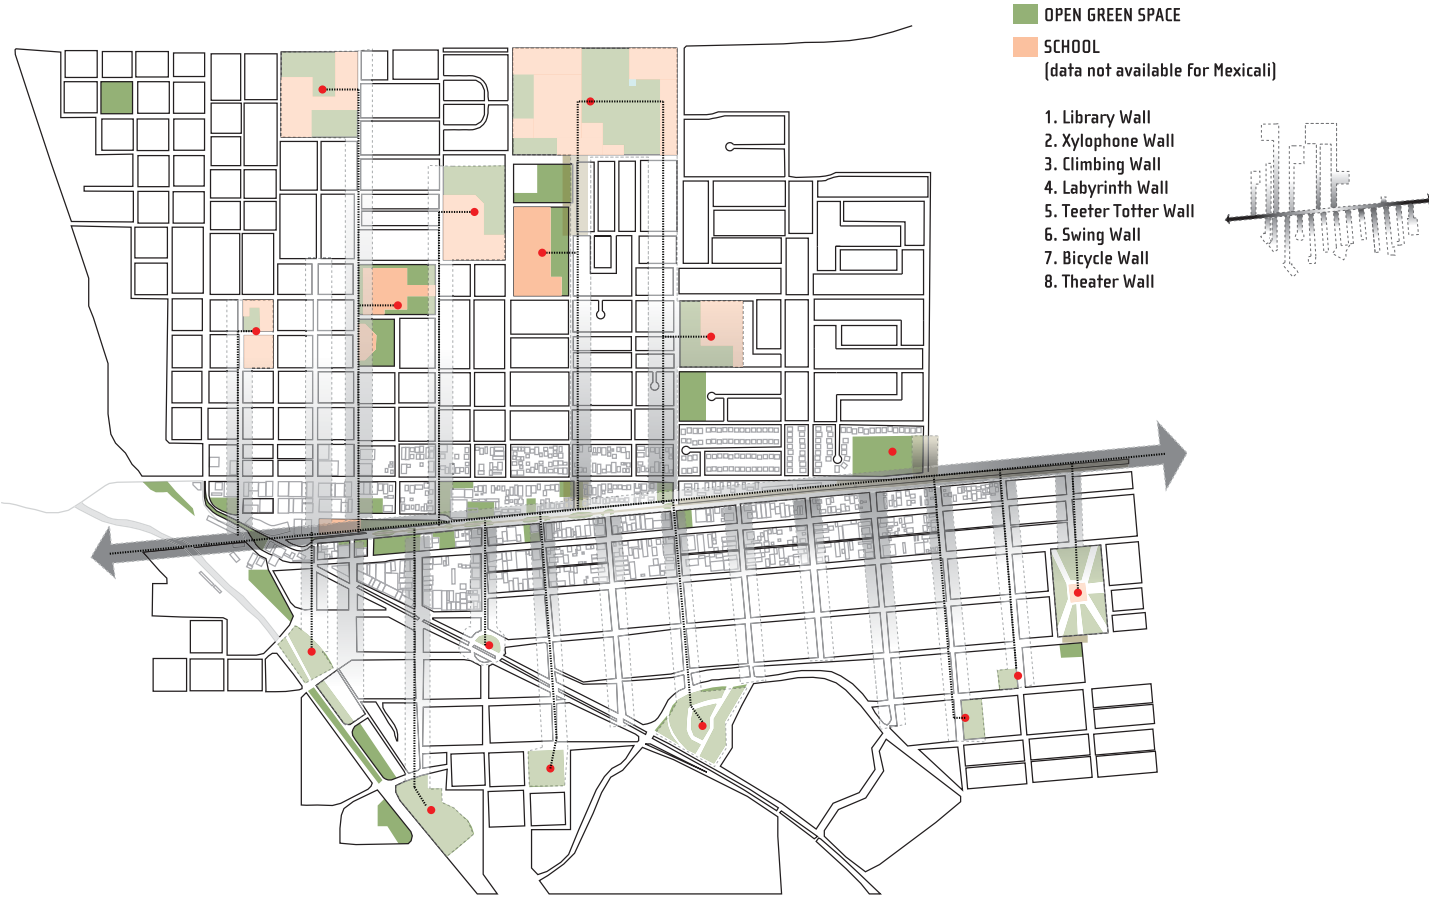 OPEN GREEN SPACE
SCHOOL
(data not available for Mexicali)
1. Library Wall
2. Xylophone Wall
3. Climbing Wall
4. Labyrinth Wall
5. Teeter Totter Wall
6. Swing Wall
7. Bicycle Wall
8. Theater Wall